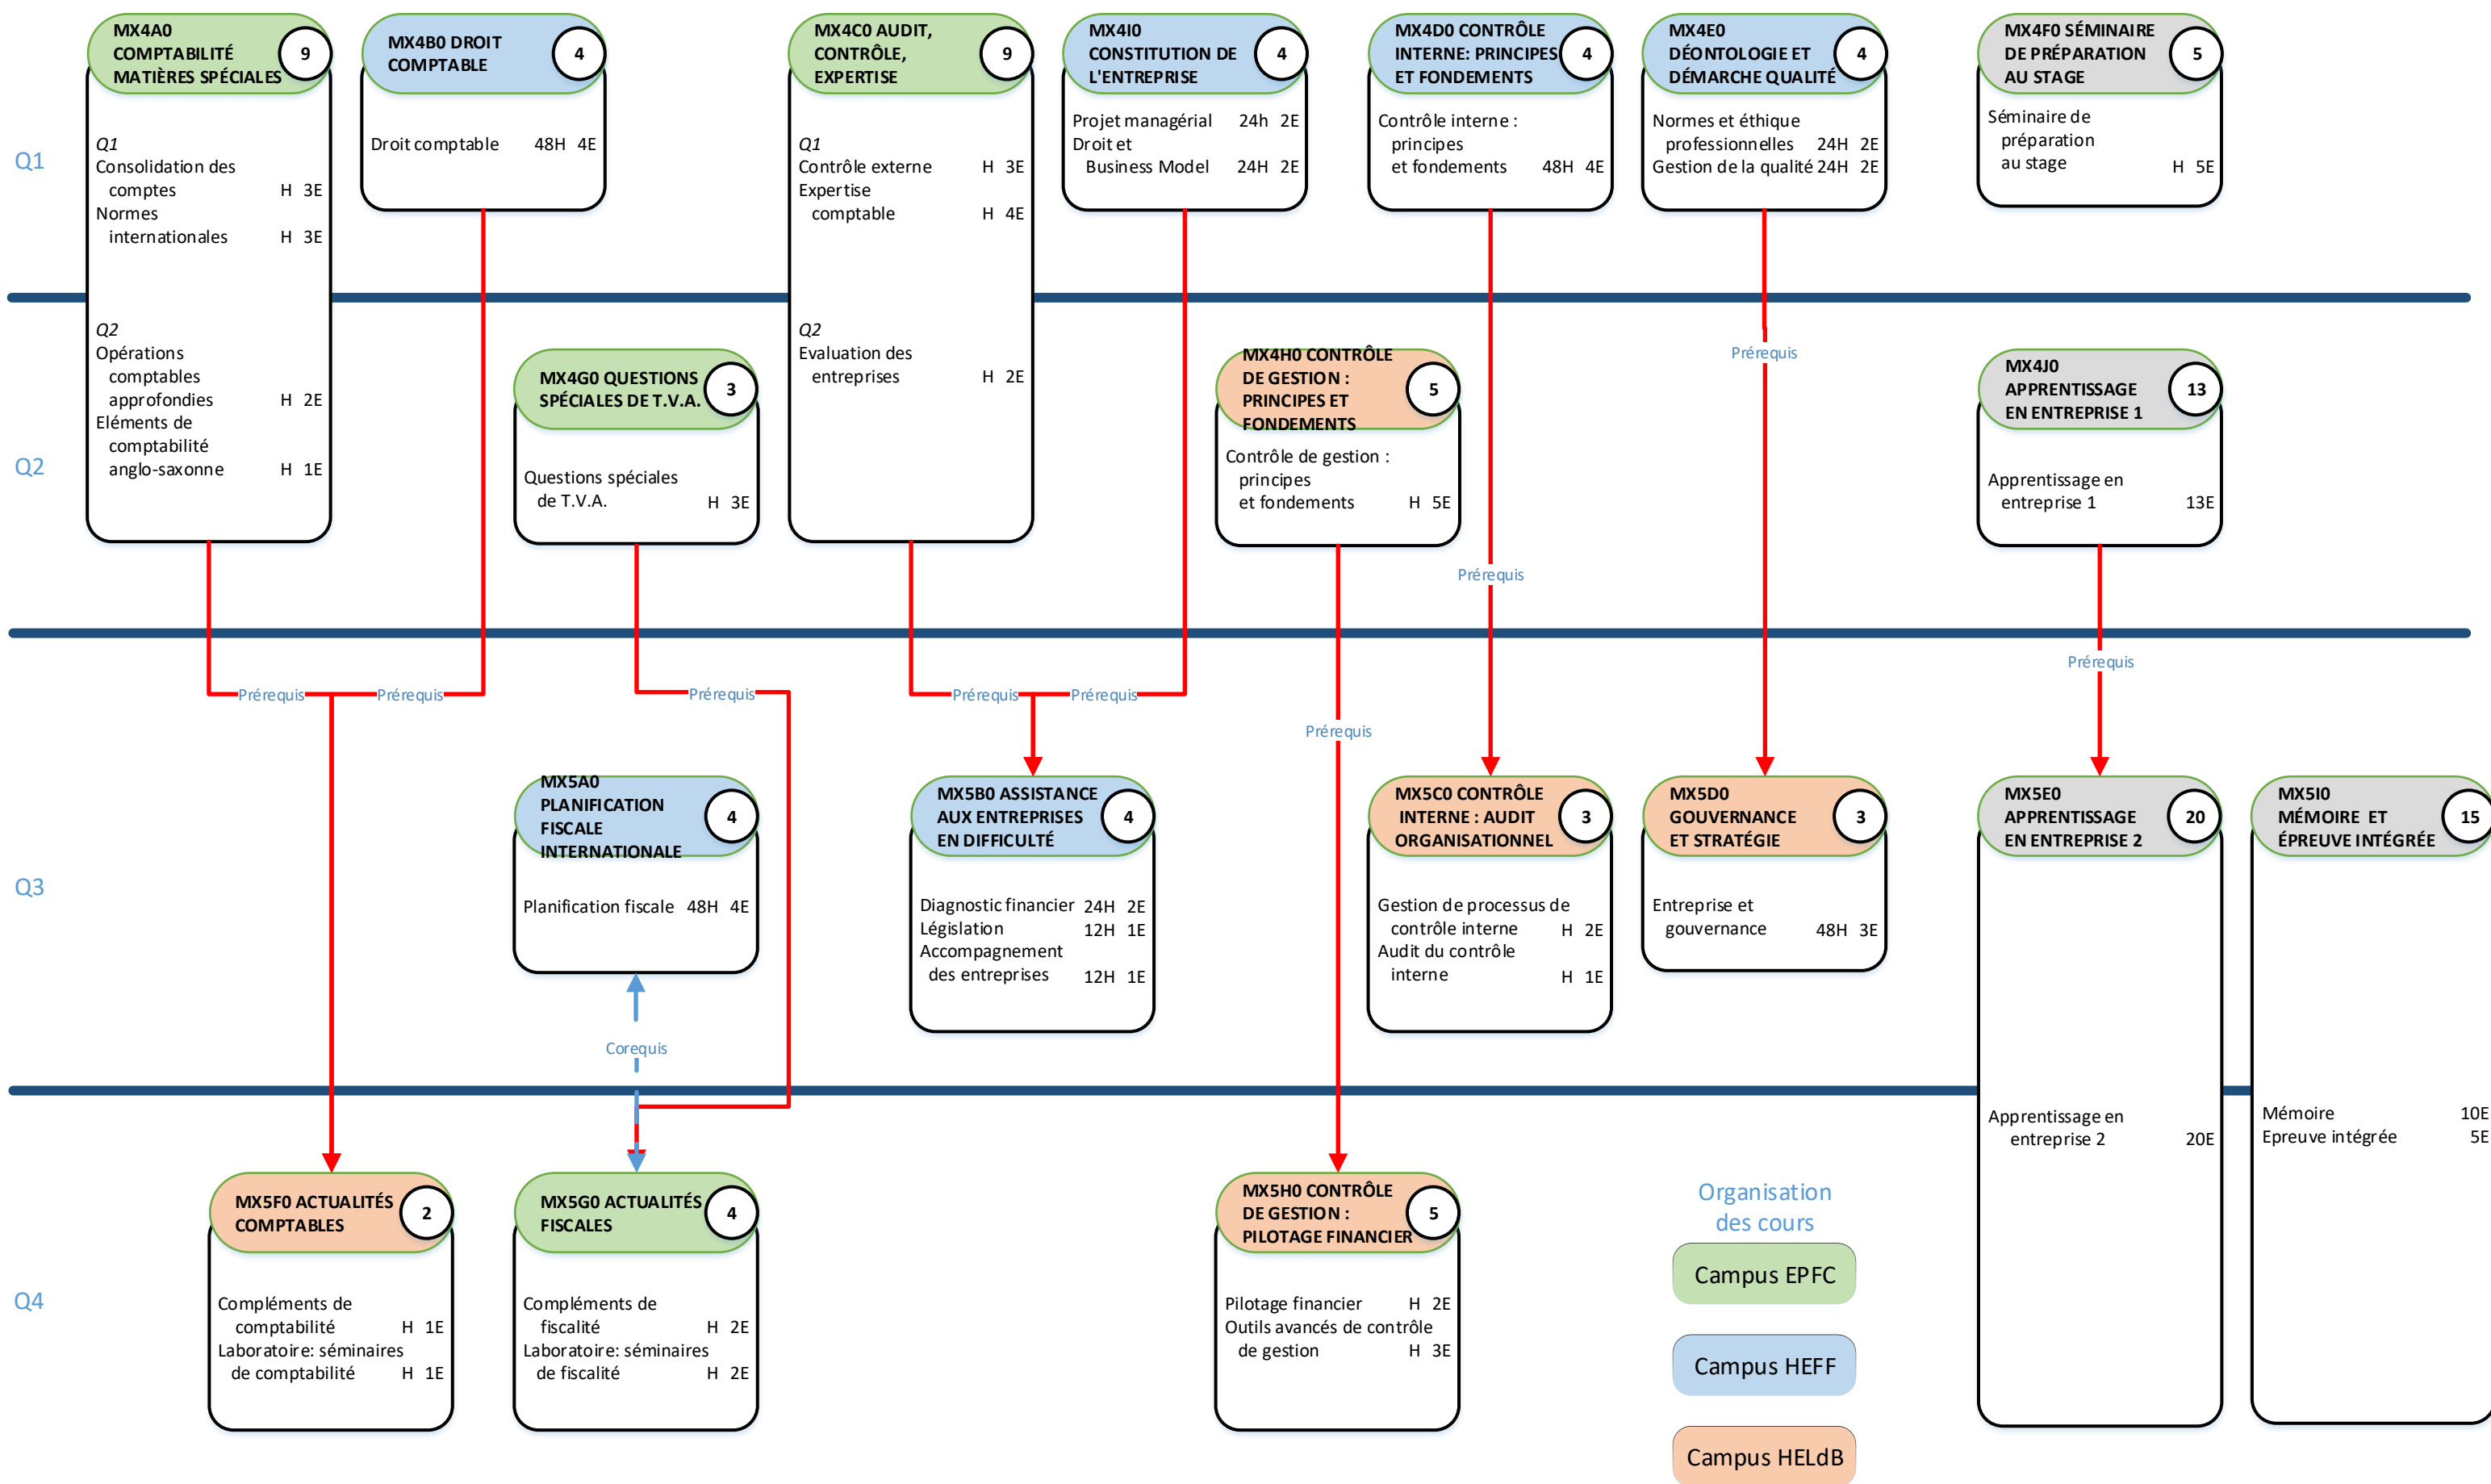 MX4A0
COMPTABILITÉ
MATIÈRES SPÉCIALES
9
Q1
Consolidation des
comptes H 3E
Normes
internationales H 3E
Q2
Opérations
comptables
approfondies H 2E
Eléments de
comptabilité
anglo-saxonne H 1E
MX4B0 DROIT
COMPTABLE
4
Droit comptable 48H 4E
MX4C0 AUDIT,
CONTRÔLE,
EXPERTISE
9
Q1
Contrôle externe H 3E
Expertise
comptable H 4E
Q2
Evaluation des
entreprises H 2E
MX4I0
CONSTITUTION DE
L'ENTREPRISE
4
Projet managérial 24h 2E
Droit et
Business Model 24H 2E
MX4D0 CONTRÔLE
INTERNE: PRINCIPES
ET FONDEMENTS
4
Contrôle interne :
principes
et fondements 48H 4E
MX4E0
DÉONTOLOGIE ET
DÉMARCHE QUALITÉ
4
Normes et éthique
professionnelles 24H 2E
Gestion de la qualité 24H 2E
MX4F0 SÉMINAIRE
DE PRÉPARATION
AU STAGE
5
Séminaire de
préparation
au stage H 5E
Q1
Q2
MX4G0 QUESTIONS
SPÉCIALES DE T.V.A.
3
Questions spéciales
de T.V.A. H 3E
MX4H0 CONTRÔLE
DE GESTION :
PRINCIPES ET
FONDEMENTS
5
Contrôle de gestion :
principes
et fondements H 5E
Prérequis
Prérequis
MX4J0
APPRENTISSAGE
EN ENTREPRISE 1
13
Apprentissage en
entreprise 1 13E
Prérequis
Prérequis
Prérequis
Prérequis
Prérequis
Prérequis
Prérequis
Prérequis
Q3
MX5A0
PLANIFICATION
FISCALE
INTERNATIONALE
4
Planification fiscale 48H 4E
Corequis
MX5B0 ASSISTANCE
AUX ENTREPRISES
EN DIFFICULTÉ
4
Diagnostic financier 24H 2E
Législation 12H 1E
Accompagnement
des entreprises 12H 1E
MX5C0 CONTRÔLE
INTERNE : AUDIT
ORGANISATIONNEL
3
Gestion de processus de
contrôle interne H 2E
Audit du contrôle
interne H 1E
MX5D0
GOUVERNANCE
ET STRATÉGIE
3
Entreprise et
gouvernance 48H 3E
MX5E0
APPRENTISSAGE
EN ENTREPRISE 2
20
Apprentissage en
entreprise 2 20E
MX5I0
MÉMOIRE ET
ÉPREUVE INTÉGRÉE
15
Mémoire 10E
Epreuve intégrée 5E
Q4
MX5F0 ACTUALITÉS
COMPTABLES
2
Compléments de
comptabilité H 1E
Laboratoire: séminaires
de comptabilité H 1E
MX5G0 ACTUALITÉS
FISCALES
4
Compléments de
fiscalité H 2E
Laboratoire: séminaires
de fiscalité H 2E
MX5H0 CONTRÔLE
DE GESTION :
PILOTAGE FINANCIER
5
Pilotage financier H 2E
Outils avancés de contrôle
de gestion H 3E
Organisation
des cours
Campus EPFC
Campus HEFF
Campus HELdB